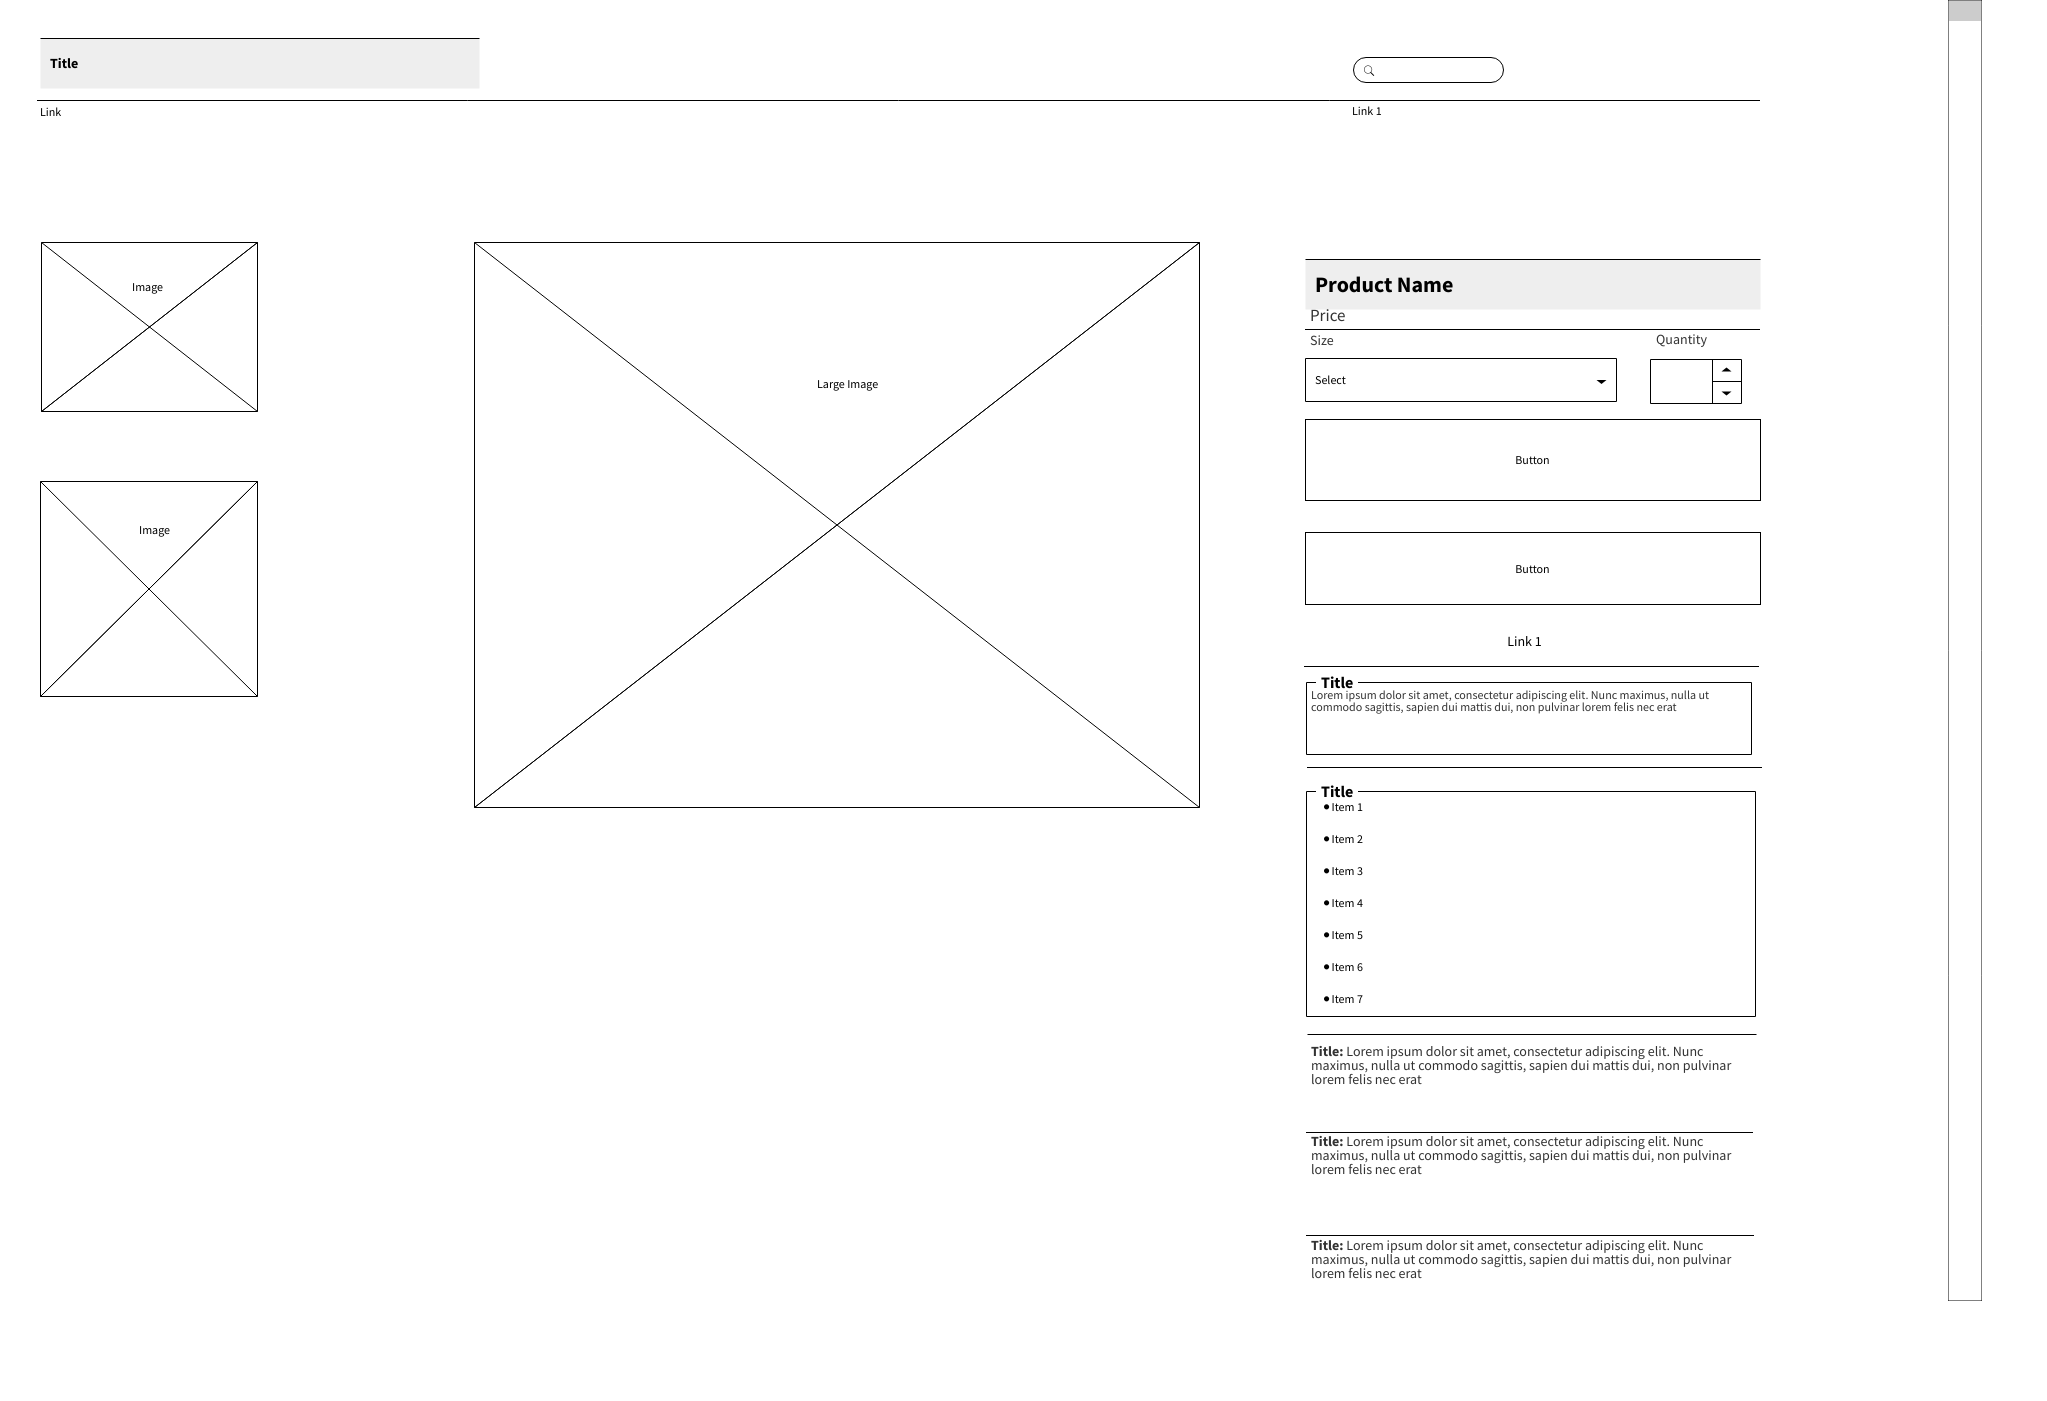 Title
Link
Link 1
Image
Image
Large Image
Product Name
Price
Size
Quantity
Select
Button
Button
Link 1
Title
Lorem ipsum dolor sit amet, consectetur adipiscing elit. Nunc maximus, nulla ut
commodo sagittis, sapien dui mattis dui, non pulvinar lorem felis nec erat
Title
Item 1
Item 2
Item 3
Item 4
Item 5
Item 6
Item 7
Title: Lorem ipsum dolor sit amet, consectetur adipiscing elit. Nunc
maximus, nulla ut commodo sagittis, sapien dui mattis dui, non pulvinar
lorem felis nec erat
Title: Lorem ipsum dolor sit amet, consectetur adipiscing elit. Nunc
maximus, nulla ut commodo sagittis, sapien dui mattis dui, non pulvinar
lorem felis nec erat
Title: Lorem ipsum dolor sit amet, consectetur adipiscing elit. Nunc
maximus, nulla ut commodo sagittis, sapien dui mattis dui, non pulvinar
lorem felis nec erat